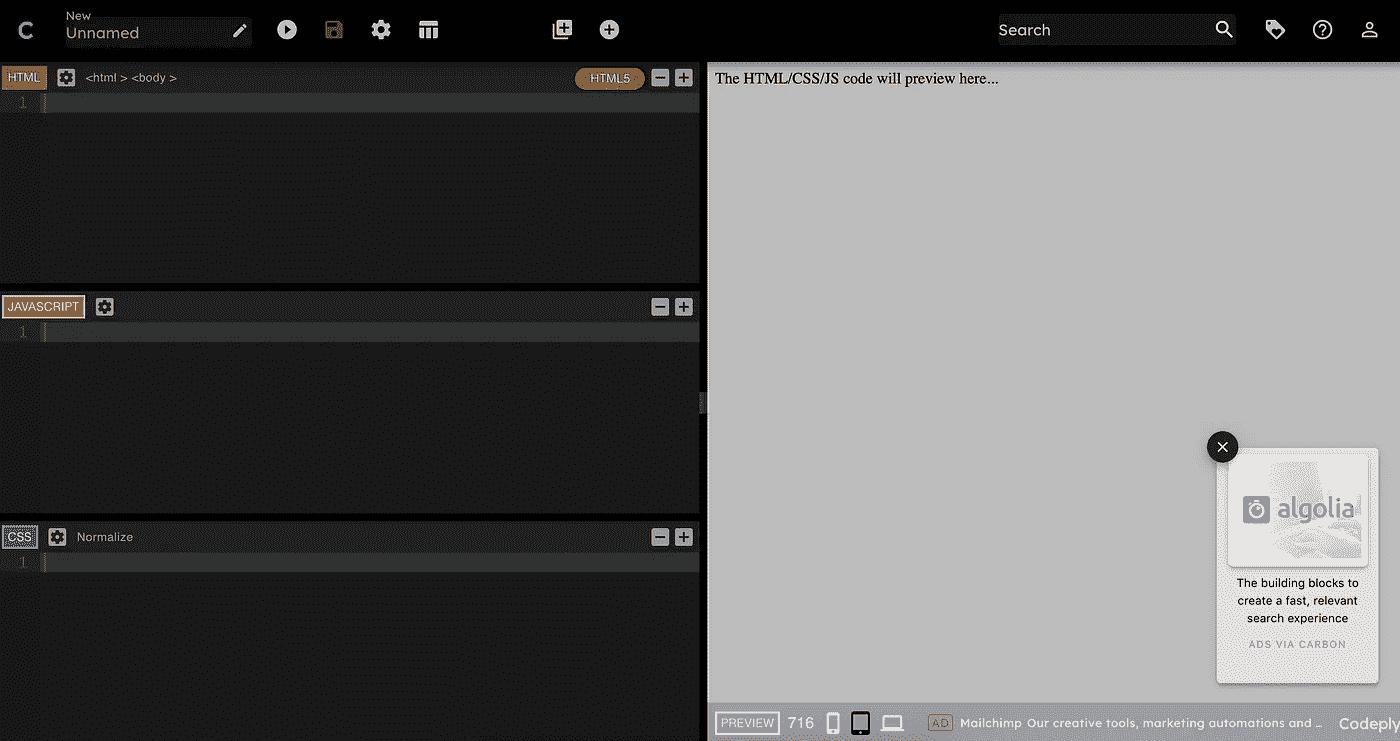 C
New
Unnamed
Search
HTML
<html > <body >
HTML5
1
JAVASCRIPT
1
CSS
Normalize
1
The HTML/CSS/JS code will preview here...
algolia
The building blocks to
create a fast, relevant
search experience
ADS VIA CARBON
PREVIEW 716 AD Mailchimp Our creative tools, marketing automations and ... Codeply